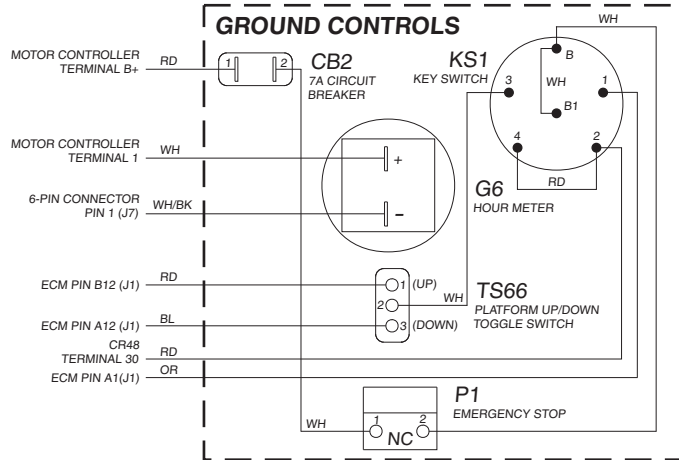 GROUND CONTROLS
WH
MOTOR CONTROLLER
TERMINAL B+
RD
1
2
CB2
7A CIRCUIT
BREAKER
KS1
KEY SWITCH
B
WH
B1
3
1
4
2
RD
MOTOR CONTROLLER
TERMINAL 1
WH
+
6-PIN CONNECTOR
PIN 1 (J7)
WH/BK
–
G6
HOUR METER
ECM PIN B12 (J1)
RD
1 (UP)
2
WH
TS66
PLATFORM UP/DOWN
TOGGLE SWITCH
ECM PIN A12 (J1)
BL
3 (DOWN)
CR48
TERMINAL 30
RD
ECM PIN A1(J1)
OR
P1
EMERGENCY STOP
WH
1
NC
2